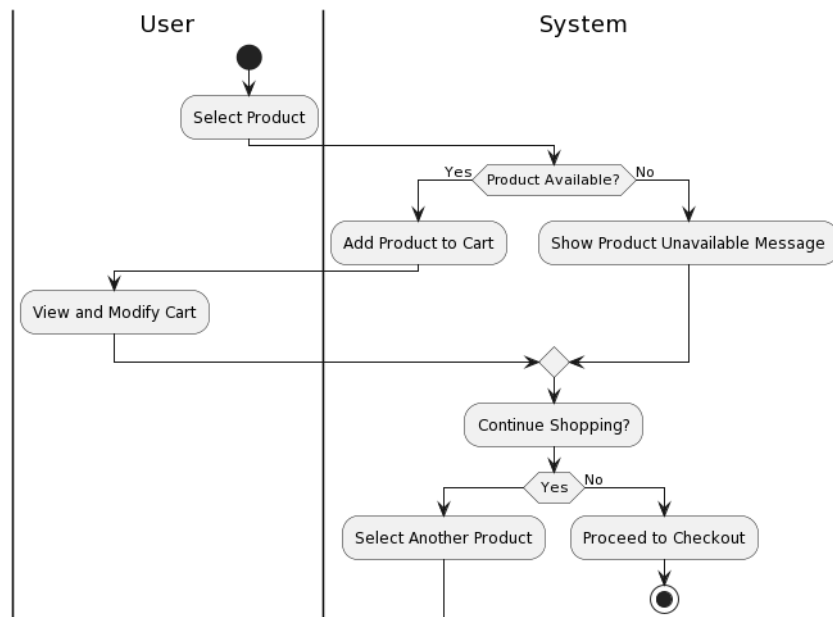 User
System
Select Product
Yes
Product Available?
No
Add Product to Cart
Show Product Unavailable Message
View and Modify Cart
Continue Shopping?
Yes
No
Select Another Product
Proceed to Checkout